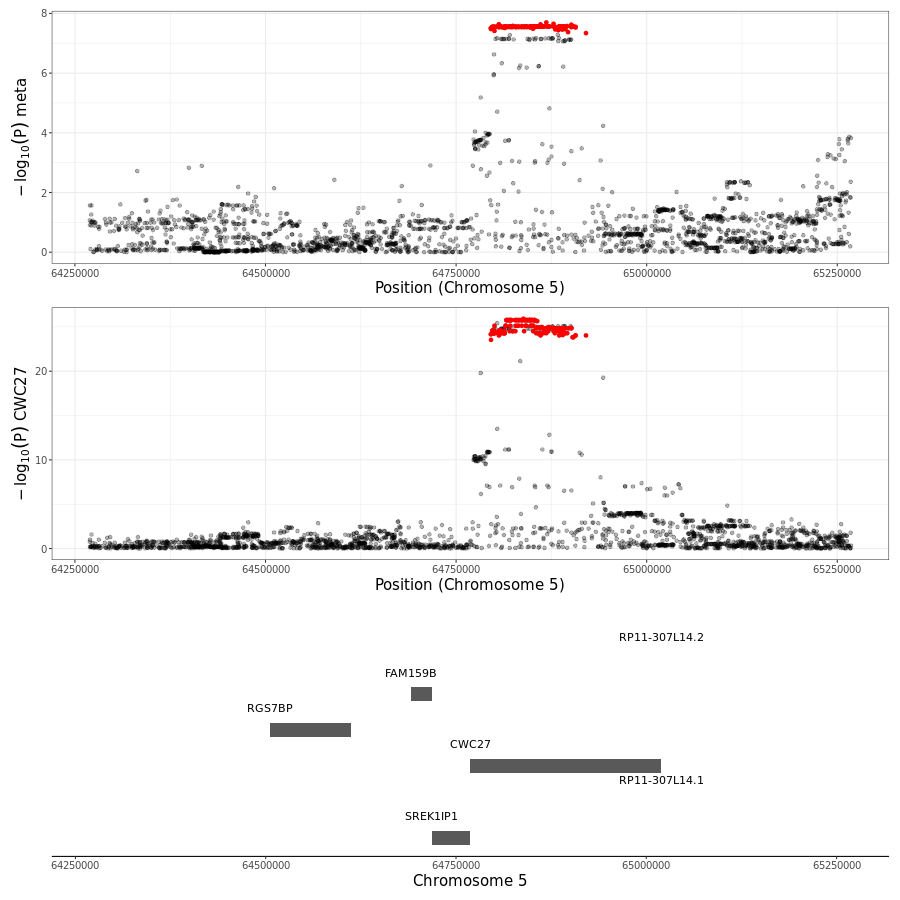 8
6
4
2
0
− log10(P) meta
64250000 64500000 64750000 65000000 65250000
Position (Chromosome 5)
20
10
0
− log10(P) CWC27
64250000 64500000 64750000 65000000 65250000
Position (Chromosome 5)
RP11-307L14.2
FAM159B
RGS7BP
CWC27
RP11-307L14.1
SREK1IP1
64250000 64500000 64750000 65000000 65250000
Chromosome 5